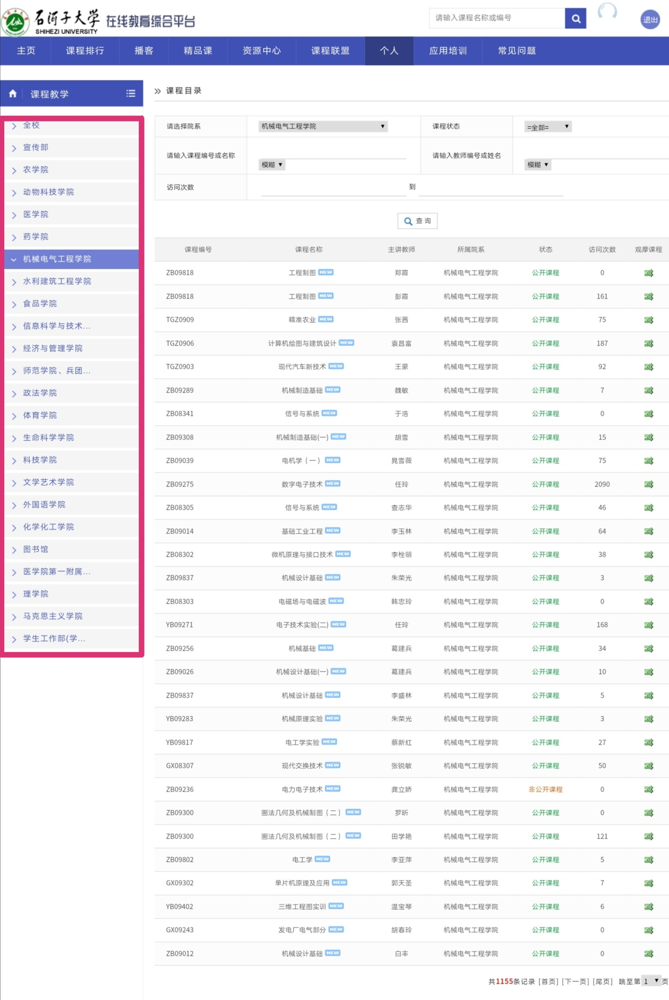 石河子大学 在线教育综合平台
SHIHEZI UNIVERSITY
请输入课程名称或编号
退出
主页 课程排行 播客 精品课 资源中心 课程联盟 个人 应用培训 常见问题
课程教学
全校
宣传部
农学院
动物科技学院
医学院
药学院
机械电气工程学院
水利建筑工程学院
食品学院
信息科学与技术...
经济与管理学院
师范学院、兵团...
政法学院
体育学院
生命科学学院
科技学院
文学艺术学院
外国语学院
化学化工学院
图书馆
医学院第一附属...
理学院
马克思主义学院
学生工作部(学...
课程目录
请选择院系 机械电气工程学院 课程状态 =全部=
请输入课程编号或名称 模糊 请输入教师编号或姓名 模糊
访问次数 到
查 询
课程编号 课程名称 主讲教师 所属院系 状态 访问次数 观摩课程
ZB09818 工程制图 NEW 郑霞 机械电气工程学院 公开课程 0
ZB09818 工程制图 NEW 彭霞 机械电气工程学院 公开课程 161
TGZ0909 精准农业 NEW 张茜 机械电气工程学院 公开课程 75
TGZ0906 计算机绘图与建筑设计 NEW 袁昌富 机械电气工程学院 公开课程 187
TGZ0903 现代汽车新技术 NEW 王蒙 机械电气工程学院 公开课程 92
ZB09289 机械制造基础 NEW 魏敏 机械电气工程学院 公开课程 7
ZB08341 信号与系统 NEW 于浩 机械电气工程学院 公开课程 0
ZB09308 机械制造基础(一) NEW 胡雪 机械电气工程学院 公开课程 15
ZB09039 电机学（一） NEW 晁雪薇 机械电气工程学院 公开课程 75
ZB09275 数字电子技术 NEW 任玲 机械电气工程学院 公开课程 2090
ZB08305 信号与系统 NEW 查志华 机械电气工程学院 公开课程 46
ZB09014 基础工业工程 NEW 李玉林 机械电气工程学院 公开课程 64
ZB08302 微机原理与接口技术 NEW 李栓明 机械电气工程学院 公开课程 38
ZB09837 机械设计基础 NEW 朱荣光 机械电气工程学院 公开课程 3
ZB08303 电磁场与电磁波 NEW 韩忠玲 机械电气工程学院 公开课程 0
YB09271 电子技术实验(二) NEW 任玲 机械电气工程学院 公开课程 168
ZB09256 机械基础 NEW 葛建兵 机械电气工程学院 公开课程 34
ZB09026 机械设计基础(一) NEW 葛建兵 机械电气工程学院 公开课程 10
ZB09837 机械设计基础 NEW 李盛林 机械电气工程学院 公开课程 5
YB09283 机械原理实验 NEW 朱荣光 机械电气工程学院 公开课程 3
YB09817 电工学实验 NEW 蔡新红 机械电气工程学院 公开课程 27
GX08307 现代交换技术 NEW 张锐敏 机械电气工程学院 公开课程 50
ZB09236 电力电子技术 NEW 龚立娇 机械电气工程学院 非公开课程 0
ZB09300 画法几何及机械制图（二） NEW 罗昕 机械电气工程学院 公开课程 0
ZB09300 画法几何及机械制图（二） NEW 田学艳 机械电气工程学院 公开课程 121
ZB09802 电工学 NEW 李亚萍 机械电气工程学院 公开课程 5
GX09302 单片机原理及应用 NEW 郭天圣 机械电气工程学院 公开课程 7
YB09402 三维工程图实训 NEW 温宝琴 机械电气工程学院 公开课程 6
GX09243 发电厂电气部分 NEW 胡春玲 机械电气工程学院 公开课程 0
ZB09012 机械设计基础 NEW 白丰 机械电气工程学院 公开课程 0
共1155条记录 [首页] [下一页] [尾页] 跳至第 1 页